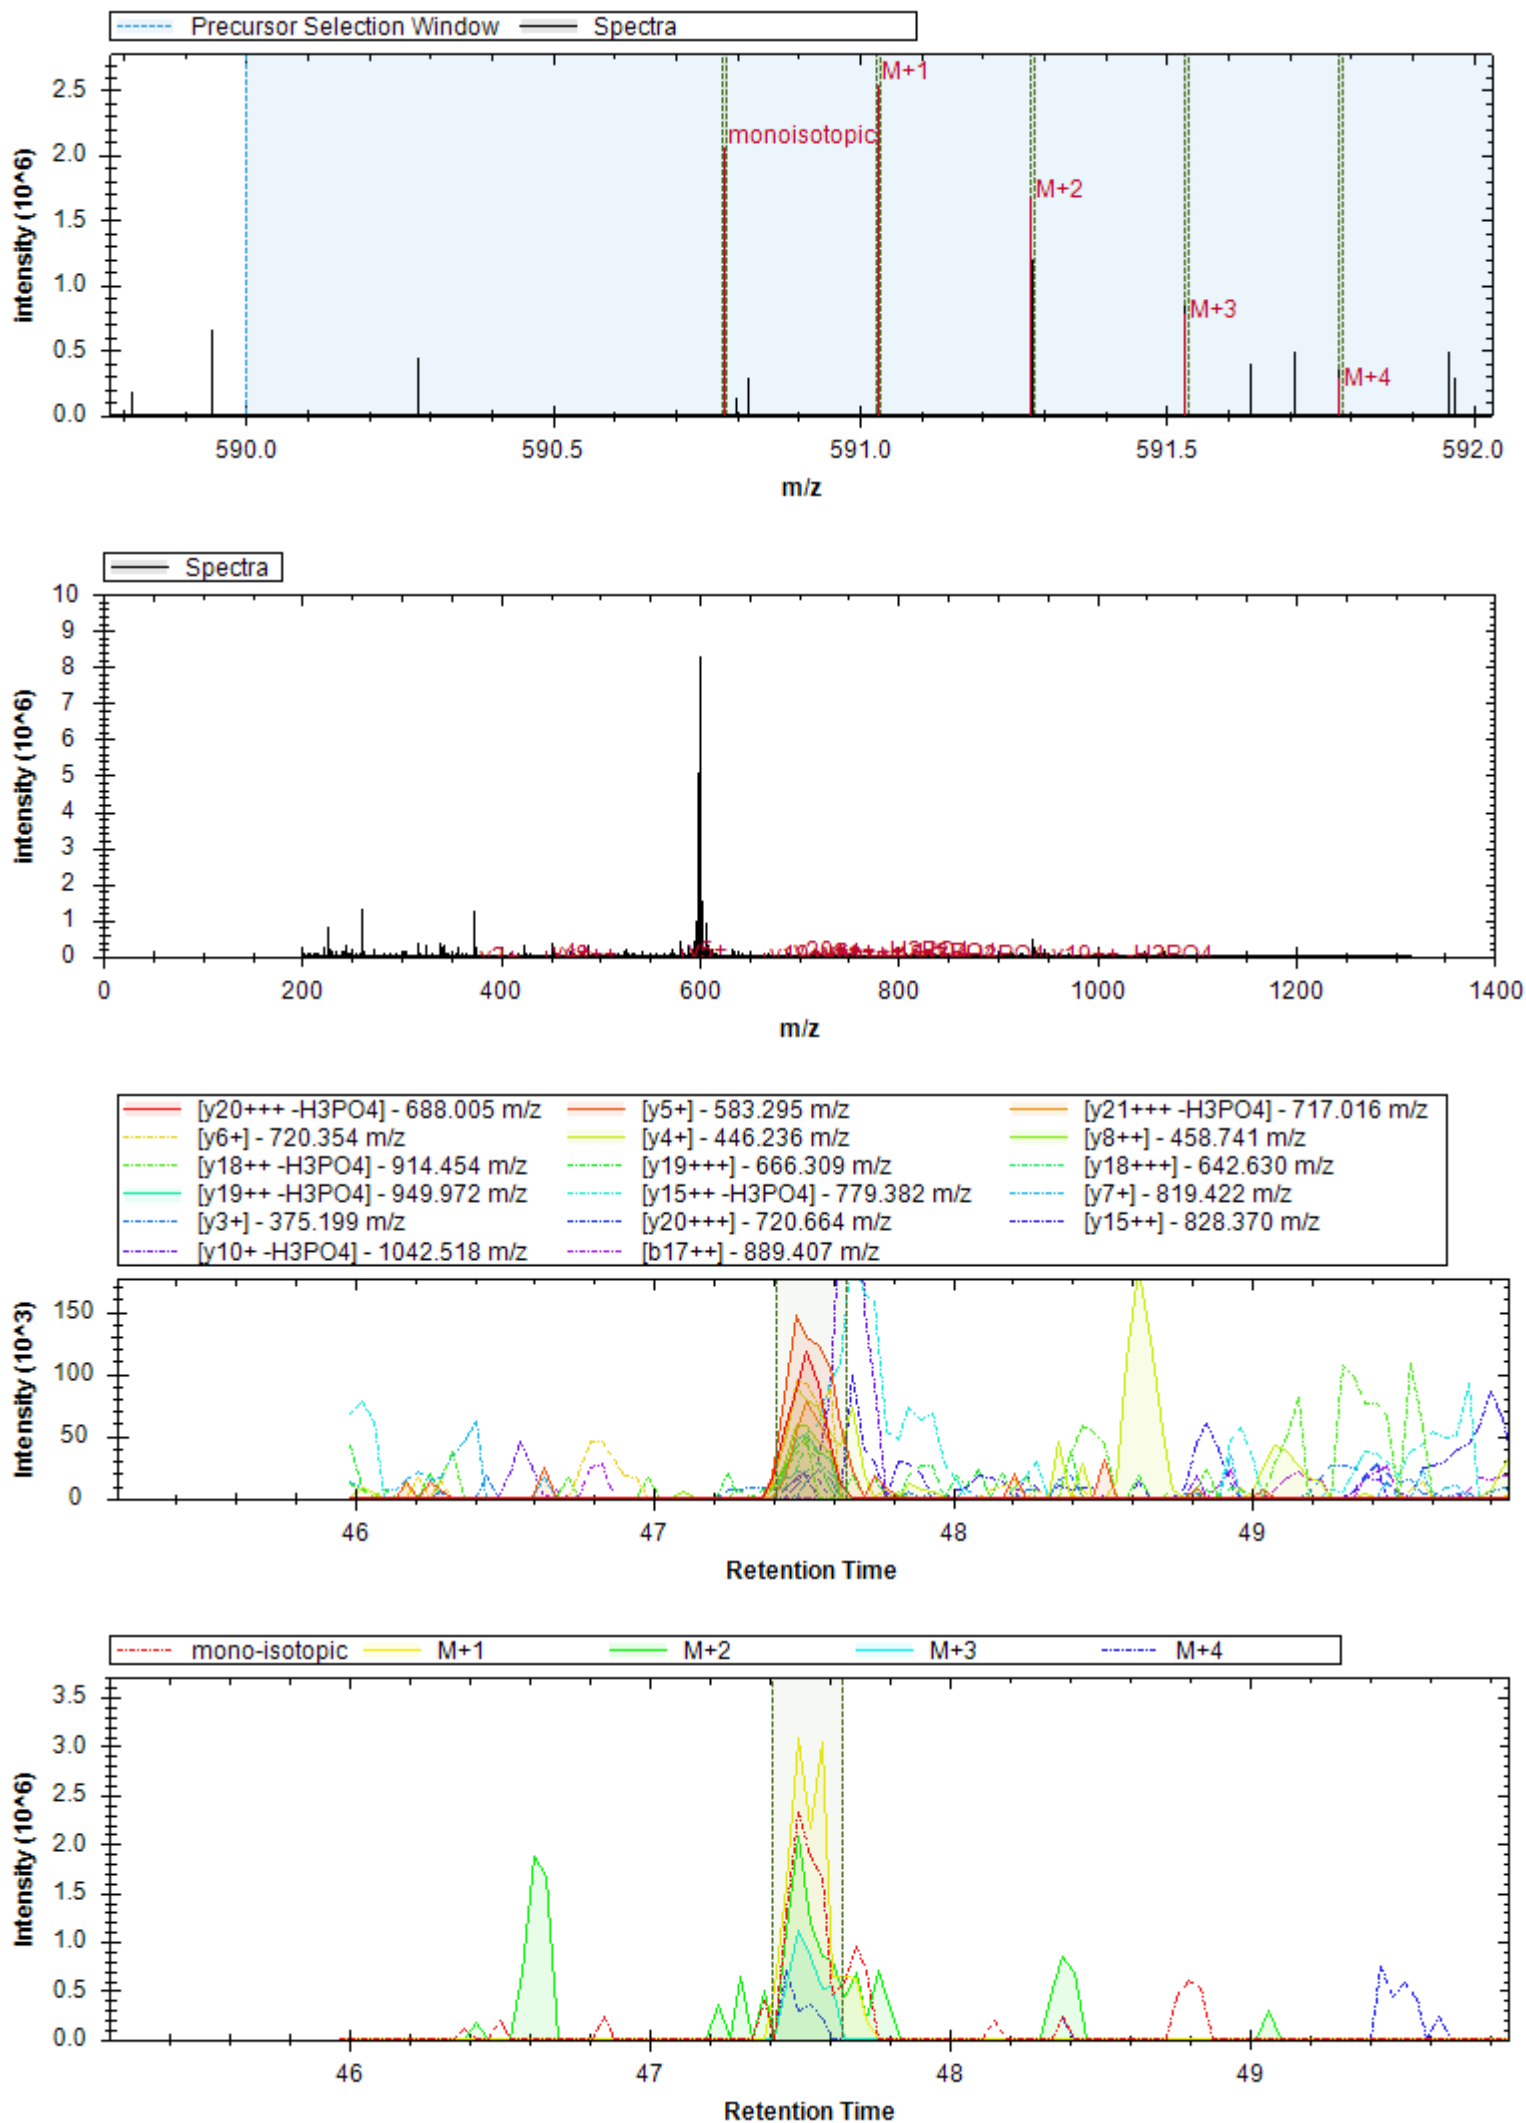 Precursor Selection Window Spectra
intensity (10^6)
2.5
2.0
1.5
1.0
0.5
0.0
M+1
monoisotopic
M+2
M+3
M+4
590.0 590.5 591.0 591.5 592.0
m/z
Spectra
intensity (10^6)
10
9
8
7
6
5
4
3
2
1
0
0 200 400 600 800 1000 1200 1400
m/z
[y20+++ -H3PO4] - 688.005 m/z [y5+] - 583.295 m/z [y21+++ -H3PO4] - 717.016 m/z
[y6+] - 720.354 m/z [y4+] - 446.236 m/z [y8++] - 458.741 m/z
[y18++ -H3PO4] - 914.454 m/z [y19+++] - 666.309 m/z [y18+++] - 642.630 m/z
[y19++ -H3PO4] - 949.972 m/z [y15++ -H3PO4] - 779.382 m/z [y7+] - 819.422 m/z
[y3+] - 375.199 m/z [y20+++] - 720.664 m/z [y15++] - 828.370 m/z
[y10+ -H3PO4] - 1042.518 m/z [b17++] - 889.407 m/z
Intensity (10^3)
150
100
50
0
46 47 48 49
Retention Time
mono-isotopic M+1 M+2 M+3 M+4
Intensity (10^6)
3.5
3.0
2.5
2.0
1.5
1.0
0.5
0.0
46 47 48 49
Retention Time